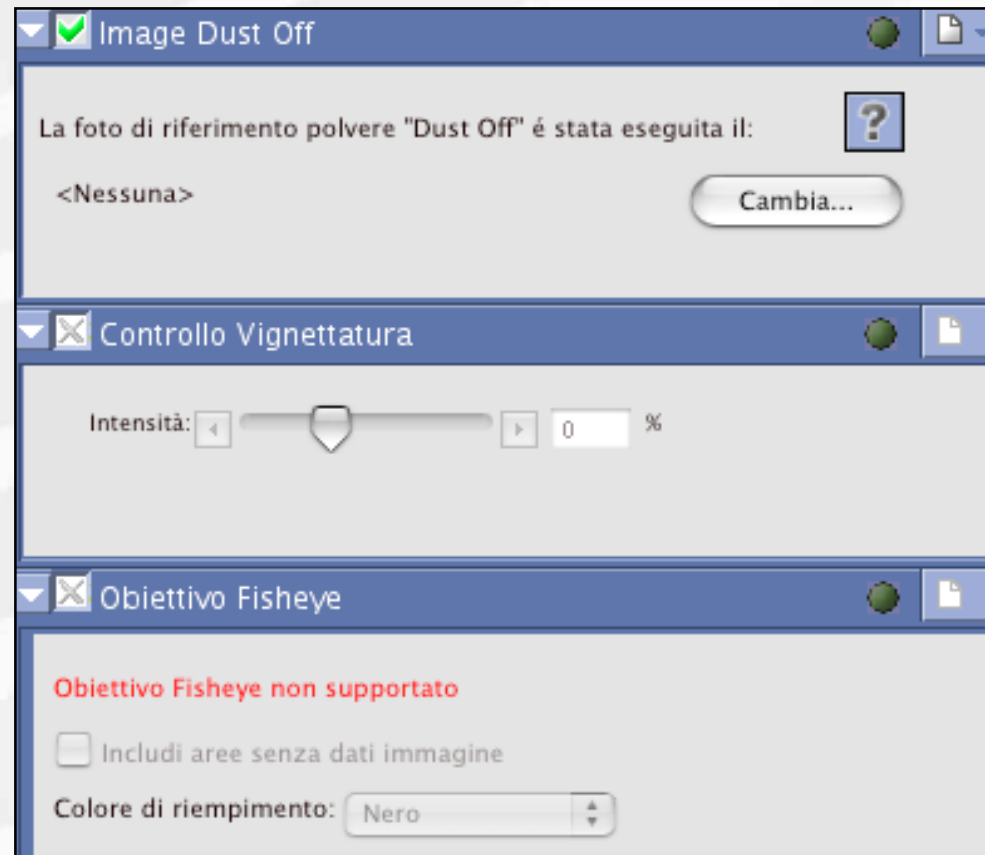 Image Dust Off
La foto di riferimento polvere "Dust Off" é stata eseguita il:
?
<Nessuna>
Cambia...
Controllo Vignettatura
Intensità:
0 %
Obiettivo Fisheye
Obiettivo Fisheye non supportato
Includi aree senza dati immagine
Colore di riempimento: Nero